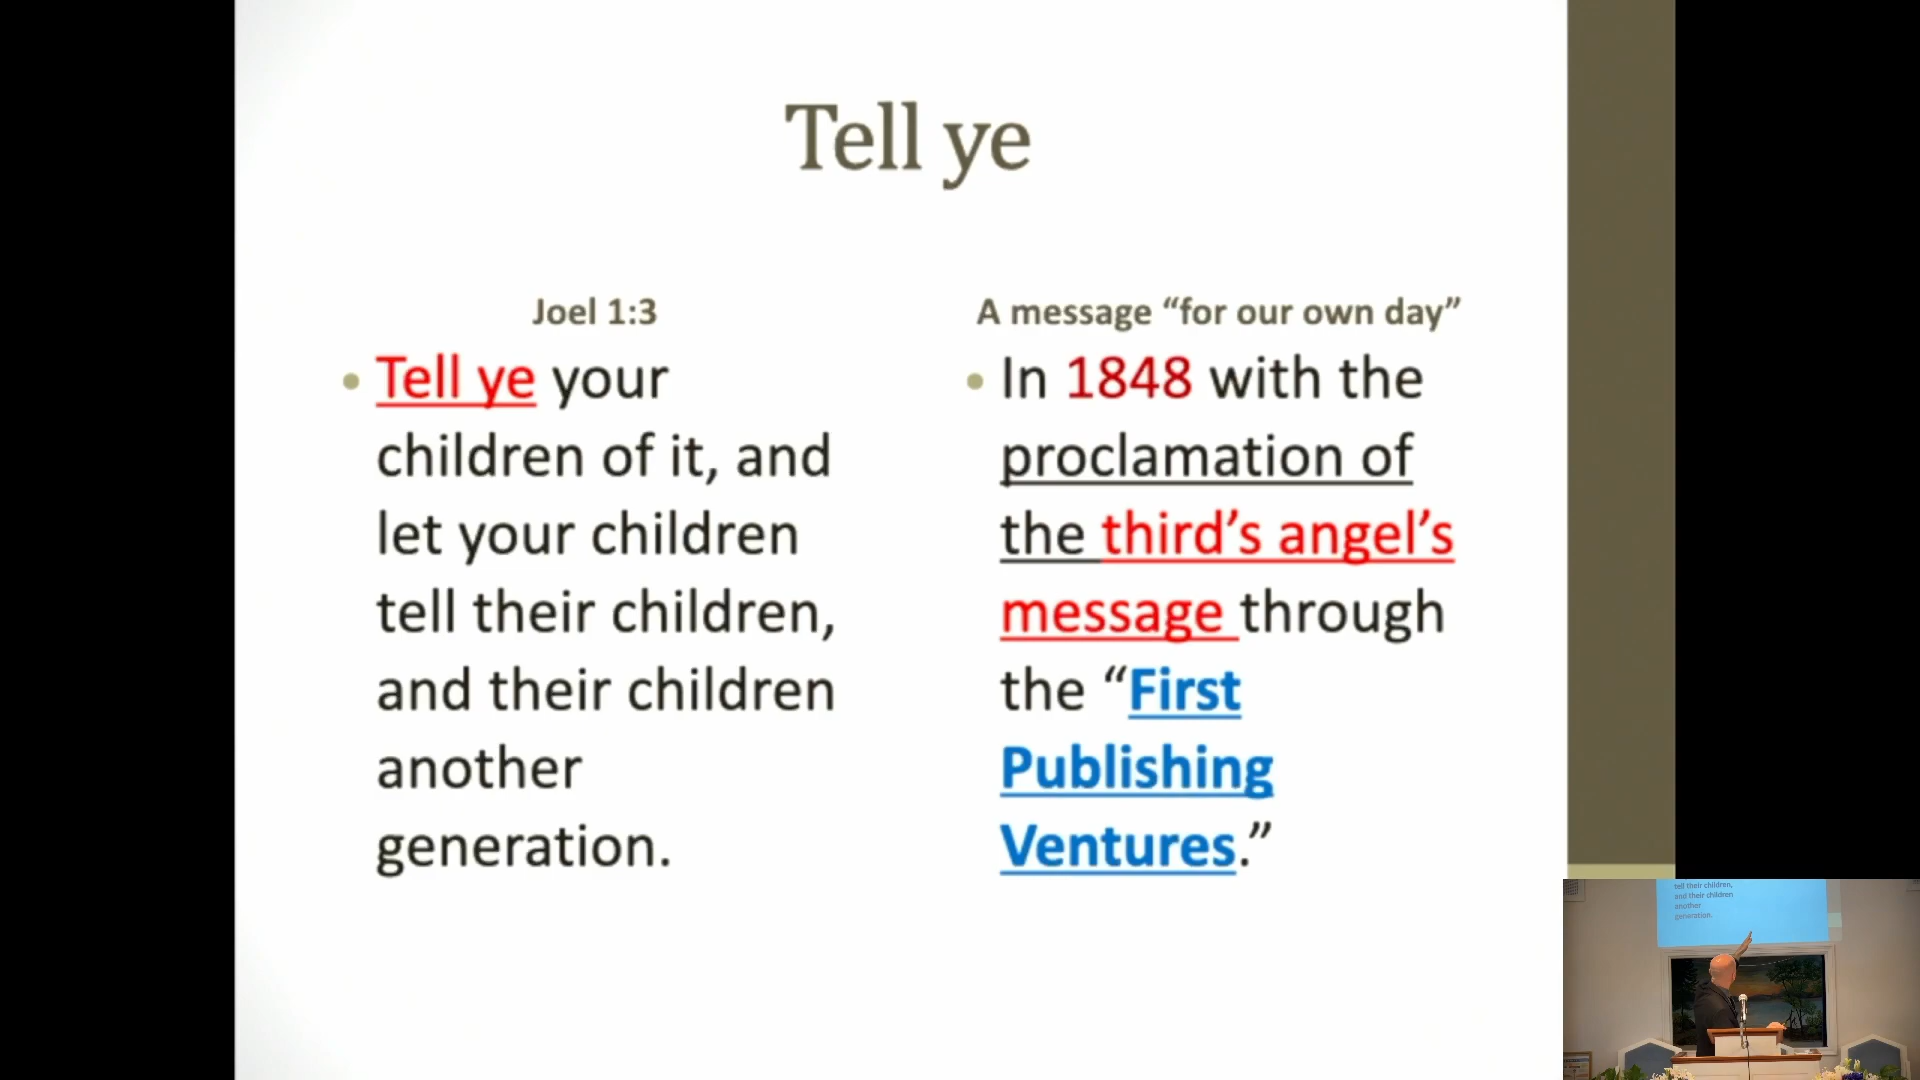 Tell ye
Joel 1:3
• Tell ye your
children of it, and
let your children
tell their children,
and their children
another
generation.
A message “for our own day”
• In 1848 with the
proclamation of
the third’s angel’s
message through
the “First
Publishing
Ventures.”
tell their children,
and their children
another
generation.